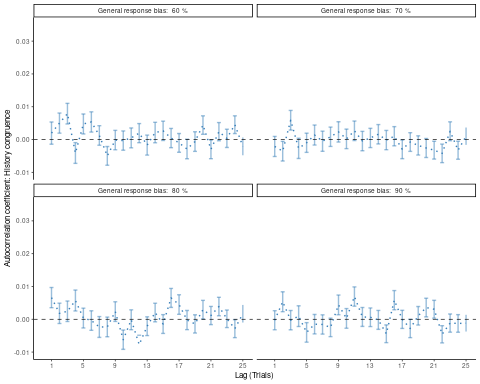 General response bias: 60 %
General response bias: 70 %
0.03
0.02
0.01
0.00
-0.01
General response bias: 80 %
General response bias: 90 %
0.03
0.02
0.01
0.00
-0.01
1 5 9 13 17 21 25
1 5 9 13 17 21 25
Autocorrelation coefficient: History congruence
Lag (Trials)